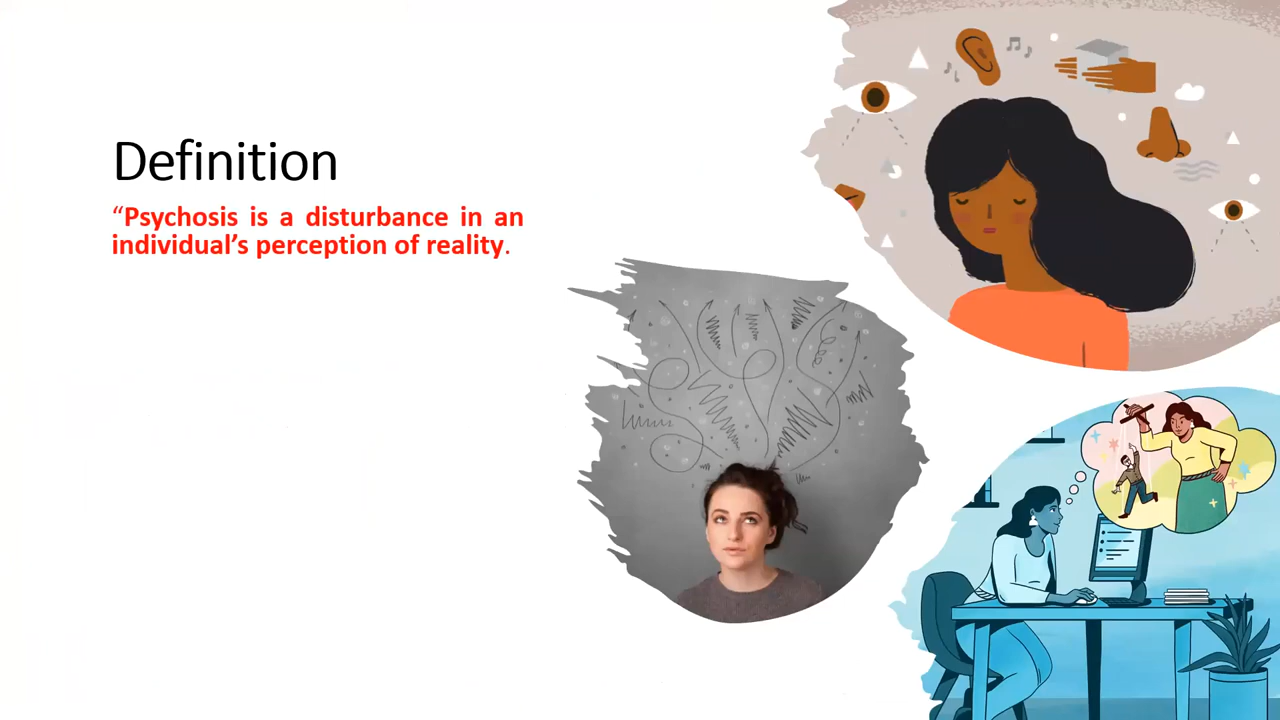 Definition
“Psychosis is a disturbance in an
individual’s perception of reality.